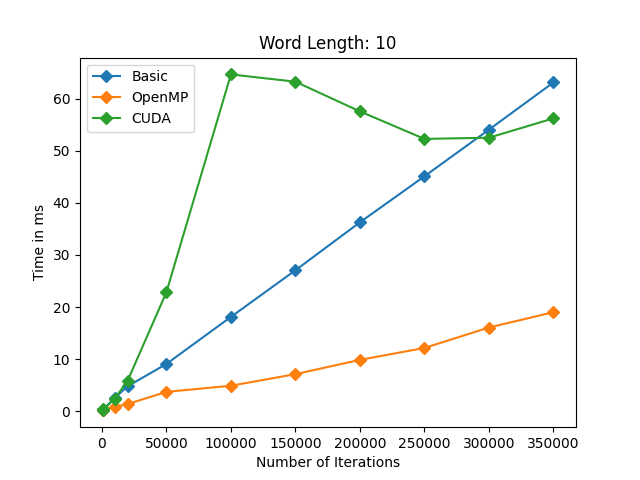 Word Length: 10
Basic
OpenMP
CUDA
Time in ms
60
50
40
30
20
10
0
0 50000 100000 150000 200000 250000 300000 350000
Number of Iterations